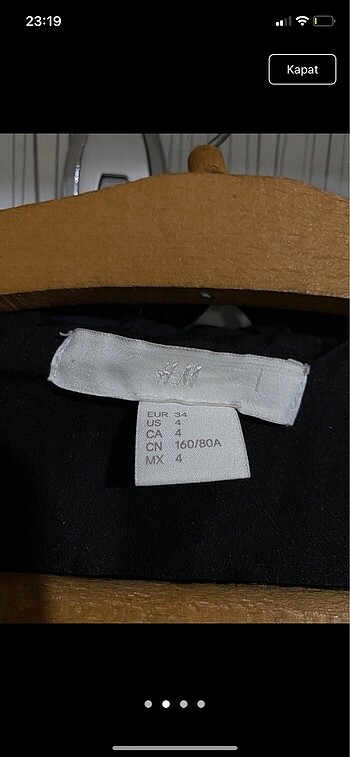 23:19
Kapat
H&M
EUR 34
US 4
CA 4
CN 160/80A
MX 4